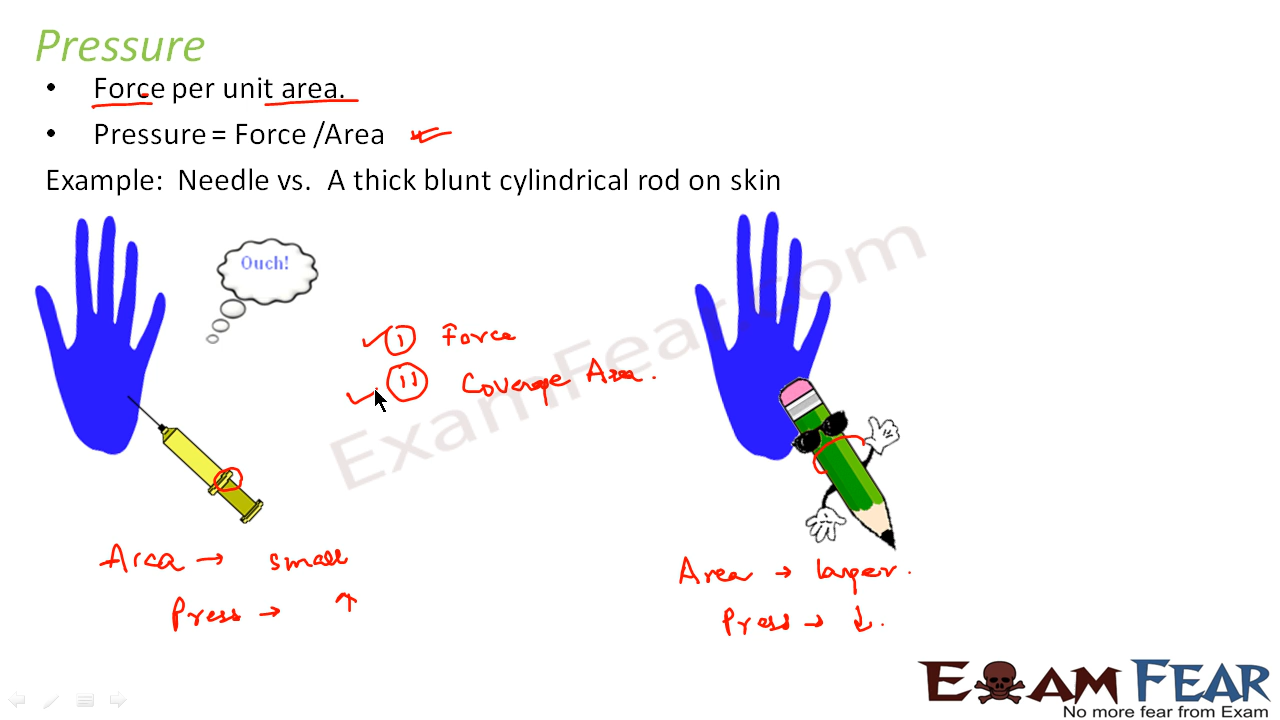 Pressure
• Force per unit area.
• Pressure = Force /Area
Example: Needle vs. A thick blunt cylindrical rod on skin
Ouch!
ExamFear.com
I Force
II Coverage Area.
Area → small
Press → ↑
Area → larger.
Press → ↓.
EXAM FEAR
No more fear from Exam